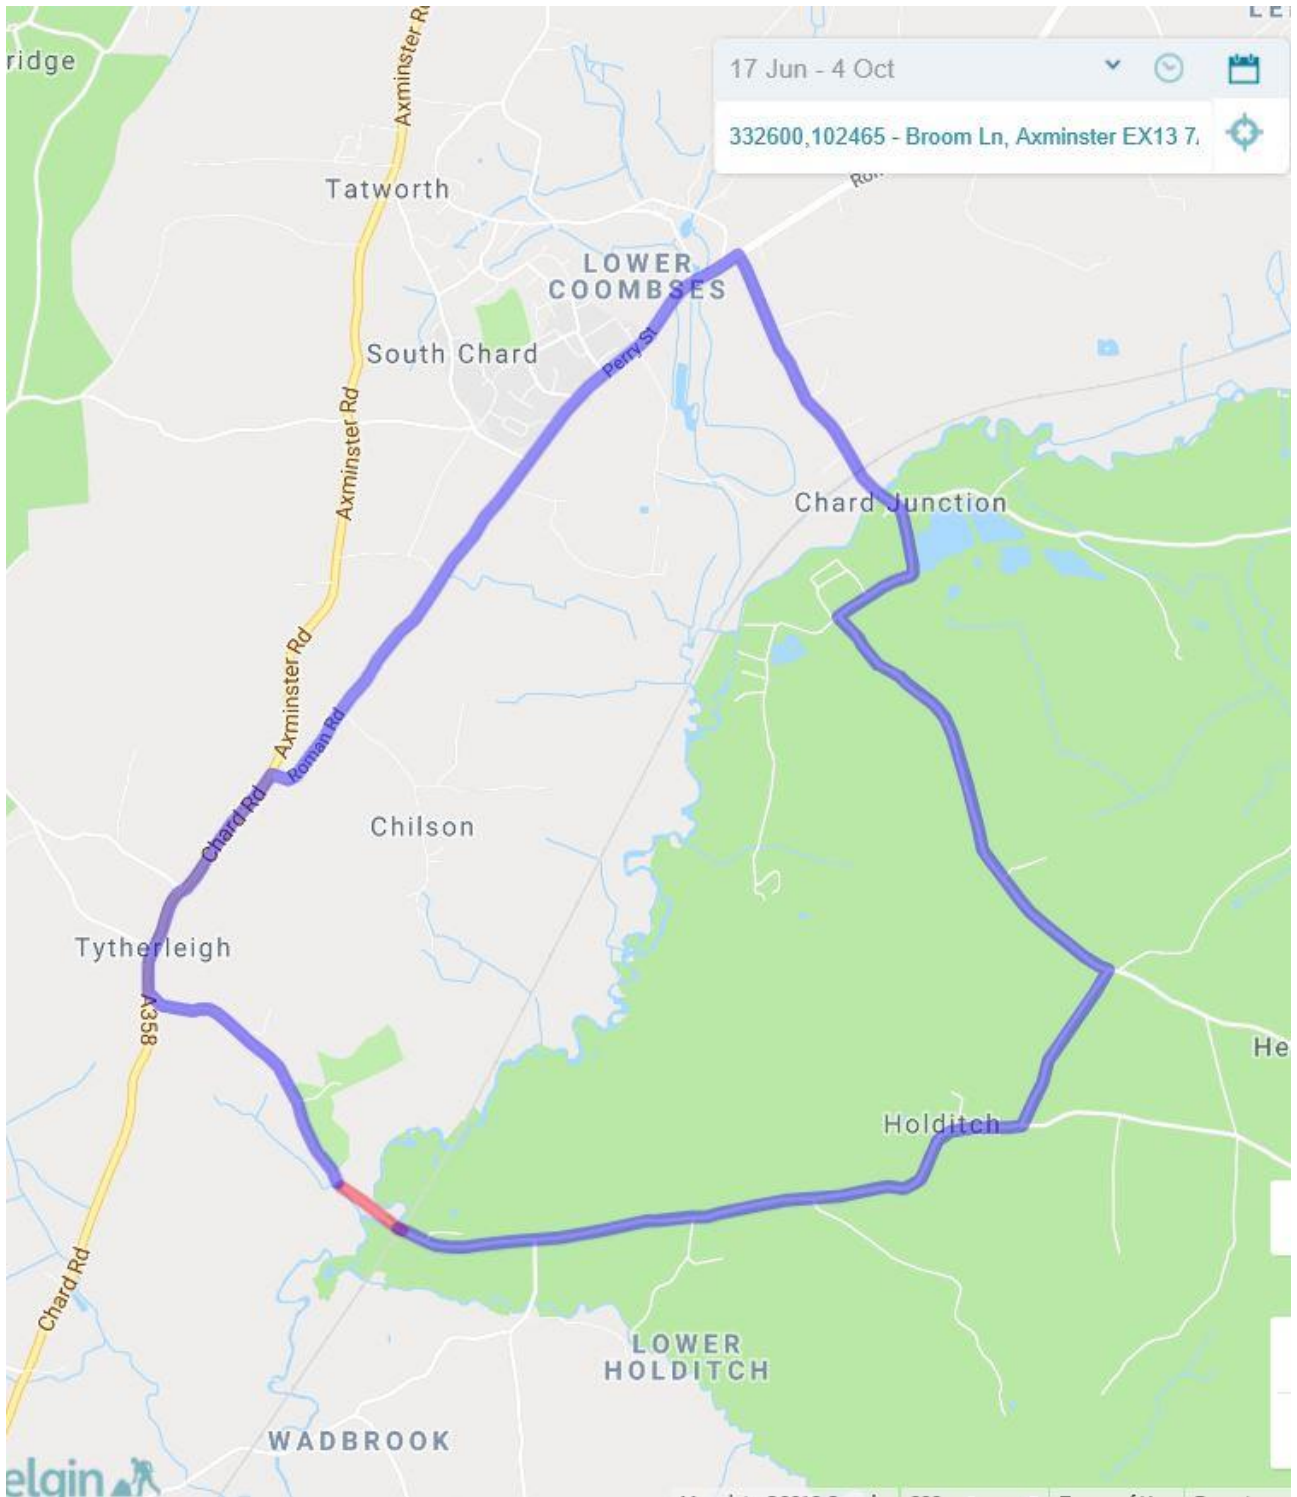 ridge
Axminster R
17 Jun - 4 Oct
332600,102465 - Broom Ln, Axminster EX13 7
Tatworth
LOWER
COOMBSES
Perry St
South Chard
Axminster Rd
Chard Junction
Axminster Rd
Roman Rd
Chard Rd
Chilson
Tytherleigh
A358
He
Holditch
Chard Rd
LOWER
HOLDITCH
WADBROOK
elgin